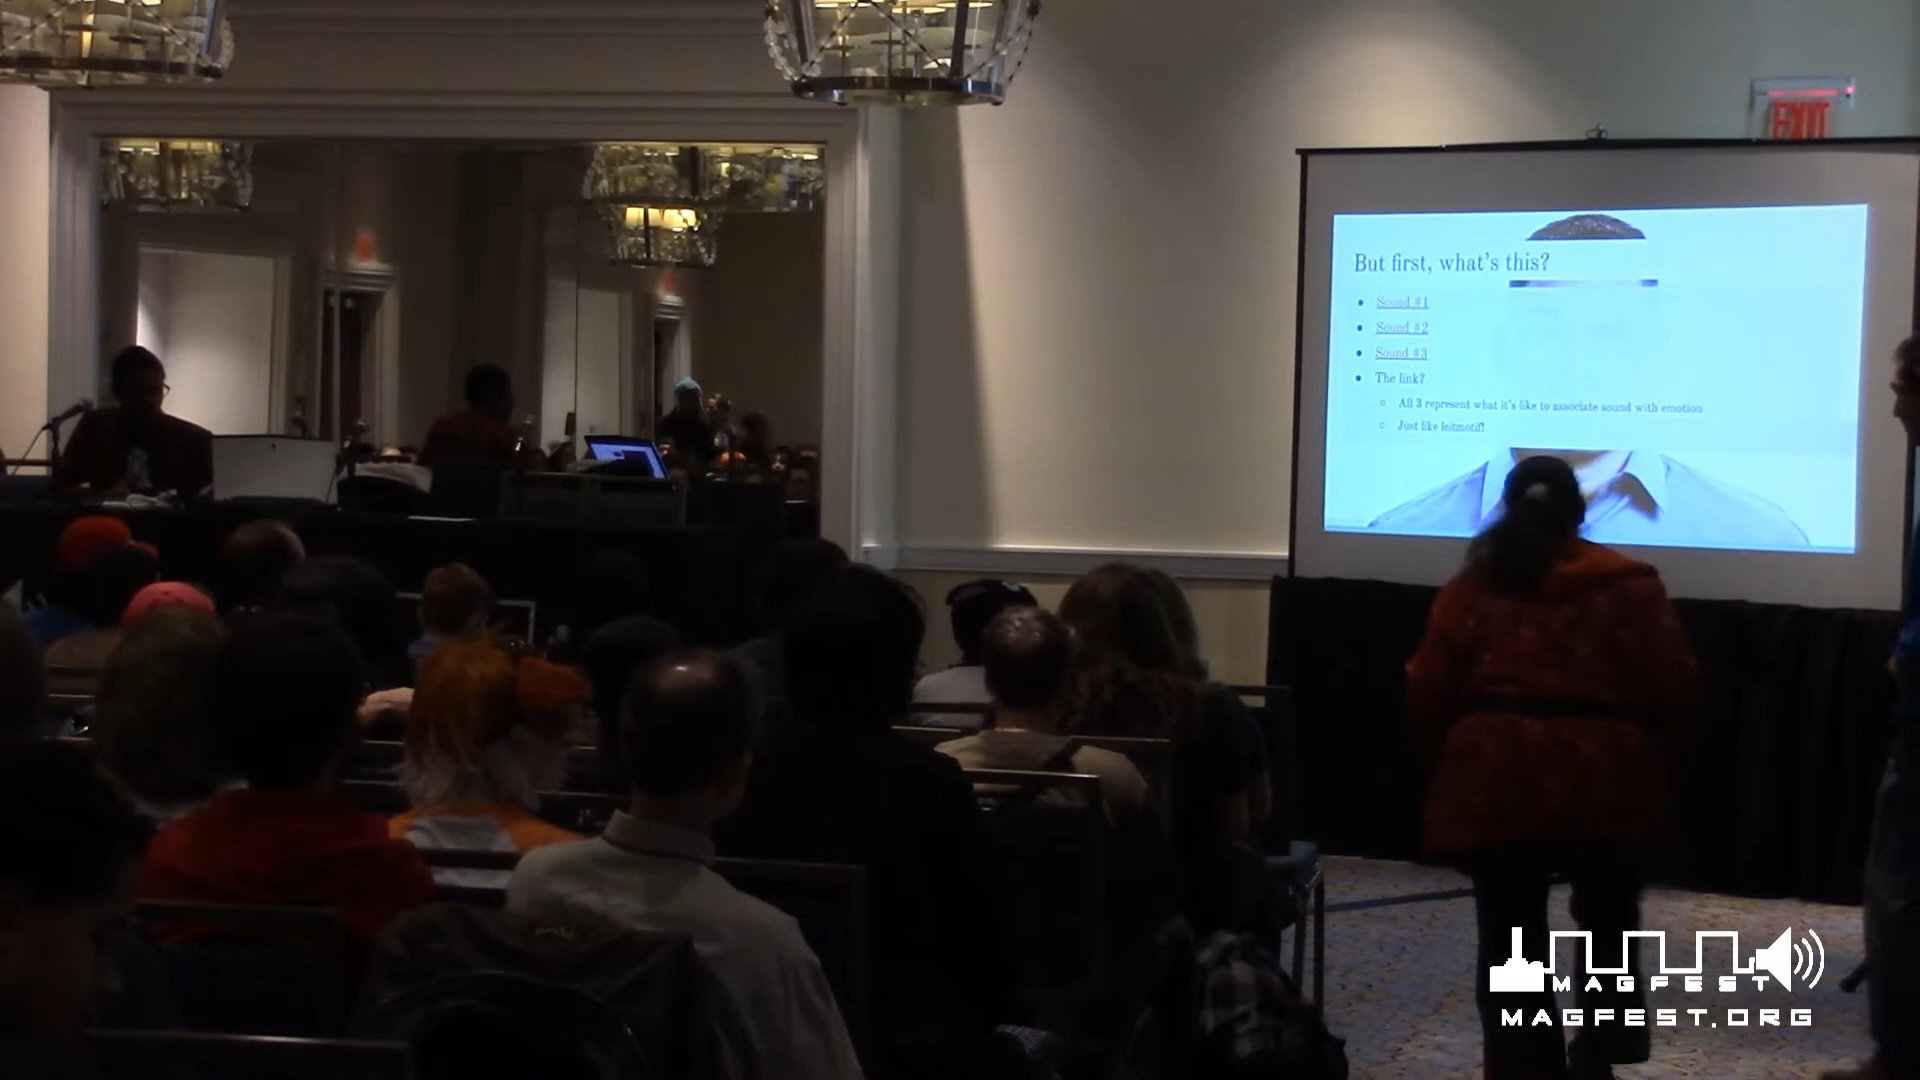 EXIT
But first, what's this?
• Sound #1
• Sound #2
• Sound #3
• The link?
○ All 3 represent what it's like to associate sound with emotion
○ Just like leitmotif!
MAGFEST
MAGFEST.ORG